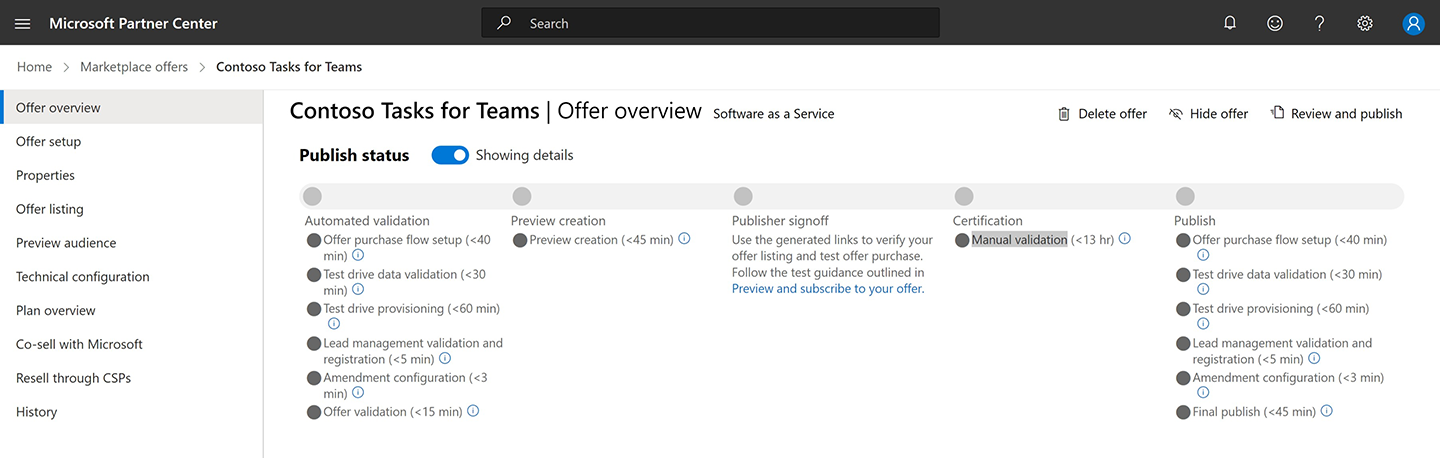 Microsoft Partner Center
Search
Home > Marketplace offers > Contoso Tasks for Teams
Offer overview
Offer setup
Properties
Offer listing
Preview audience
Technical configuration
Plan overview
Co-sell with Microsoft
Resell through CSPs
History
Contoso Tasks for Teams | Offer overview Software as a Service
Delete offer
Hide offer
Review and publish
Publish status
Showing details
Automated validation
Offer purchase flow setup (<40
min)
Test drive data validation (<30
min)
Test drive provisioning (<60 min)
Lead management validation and
registration (<5 min)
Amendment configuration (<3
min)
Offer validation (<15 min)
Preview creation
Preview creation (<45 min)
Publisher signoff
Use the generated links to verify your
offer listing and test offer purchase.
Follow the test guidance outlined in
Preview and subscribe to your offer.
Certification
Manual validation (<13 hr)
Publish
Offer purchase flow setup (<40 min)
Test drive data validation (<30 min)
Test drive provisioning (<60 min)
Lead management validation and
registration (<5 min)
Amendment configuration (<3 min)
Final publish (<45 min)